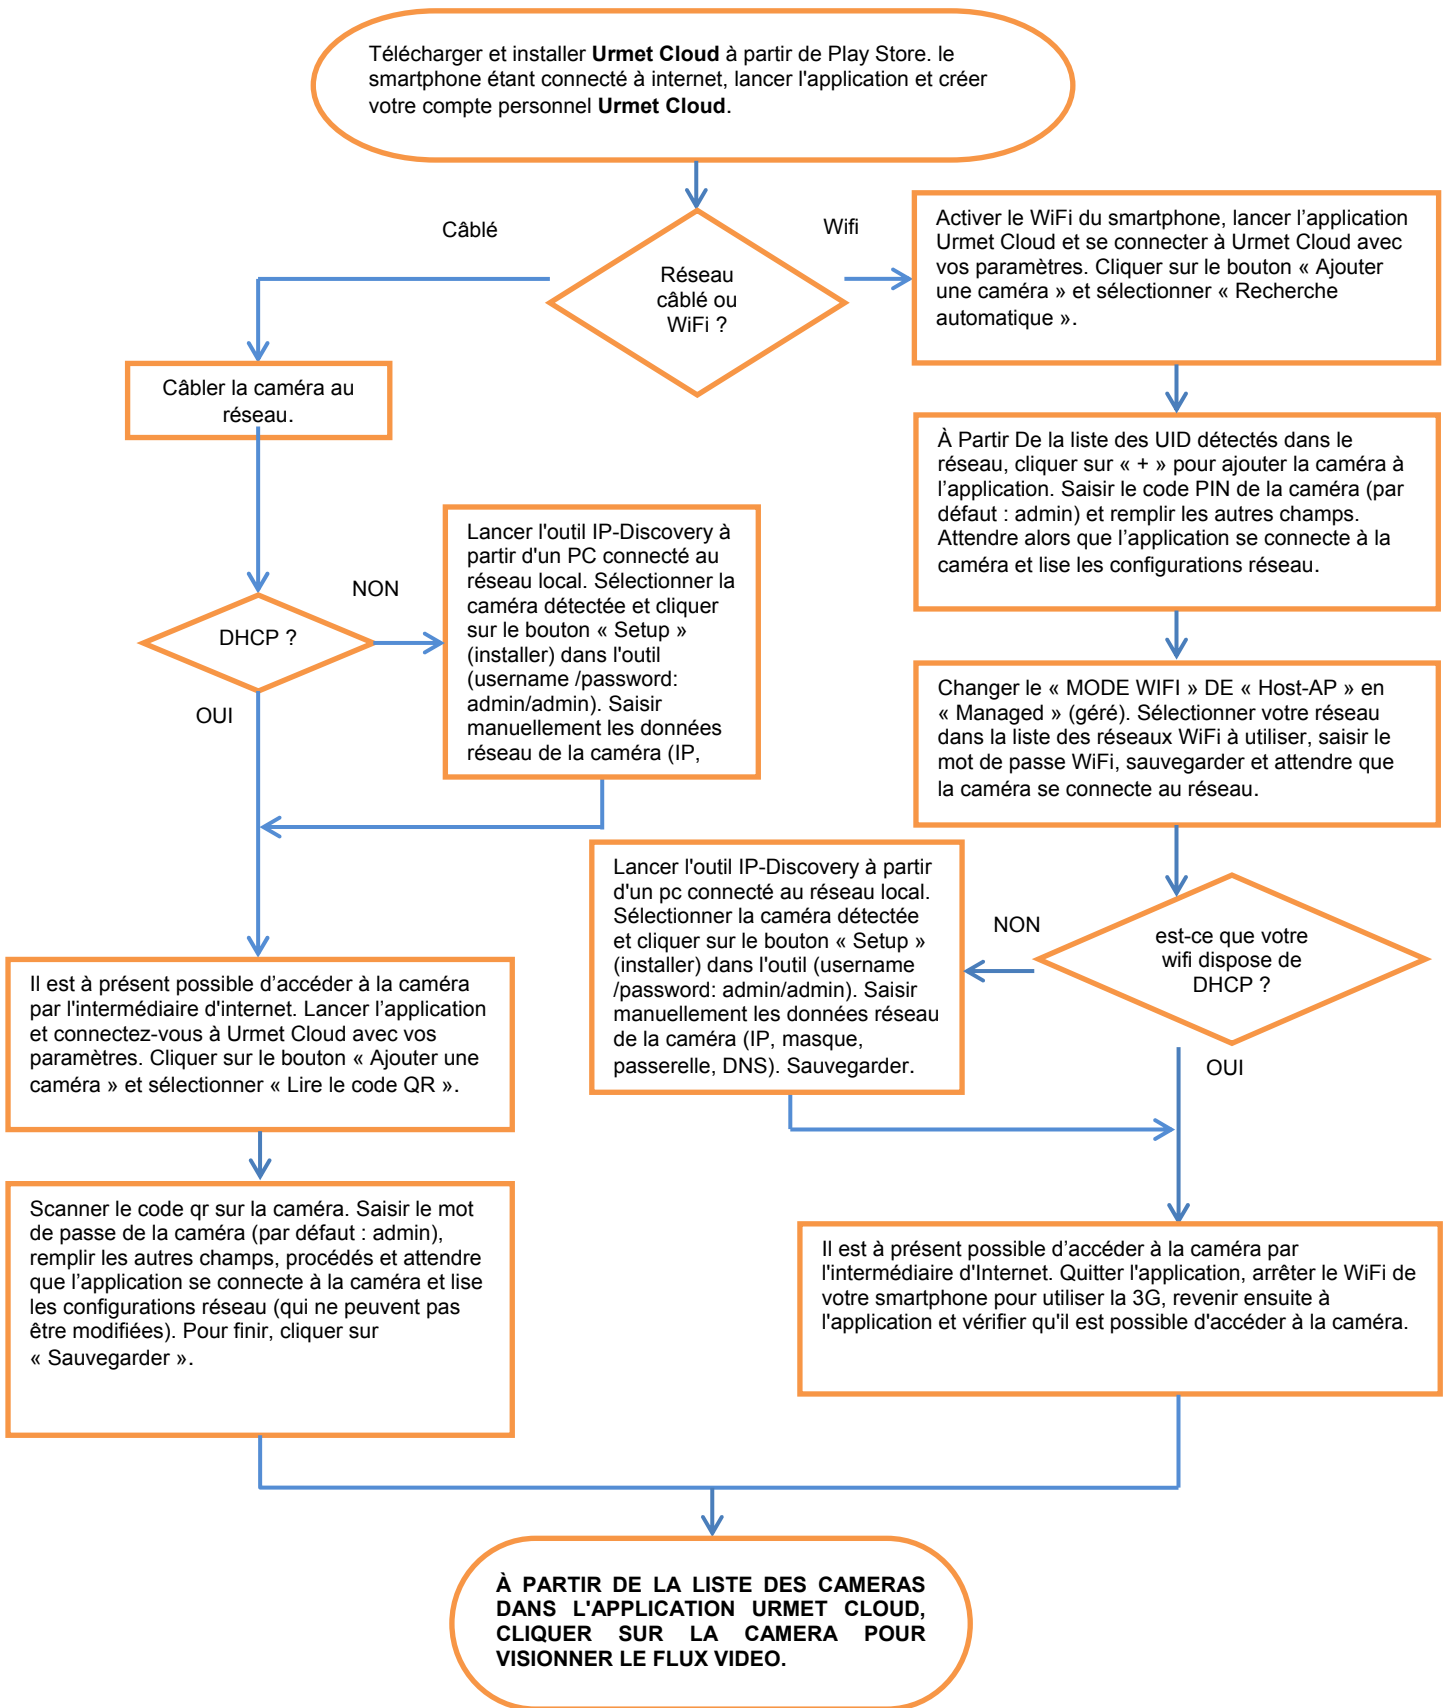 Télécharger et installer Urmet Cloud à partir de Play Store. le
smartphone étant connecté à internet, lancer l'application et créer
votre compte personnel Urmet Cloud.
Câblé
Wifi
Réseau
câblé ou
WiFi ?
Activer le WiFi du smartphone, lancer l’application
Urmet Cloud et se connecter à Urmet Cloud avec
vos paramètres. Cliquer sur le bouton « Ajouter
une caméra » et sélectionner « Recherche
automatique ».
Câbler la caméra au
réseau.
À Partir De la liste des UID détectés dans le
réseau, cliquer sur « + » pour ajouter la caméra à
l’application. Saisir le code PIN de la caméra (par
défaut : admin) et remplir les autres champs.
Attendre alors que l’application se connecte à la
caméra et lise les configurations réseau.
Lancer l'outil IP-Discovery à
partir d'un PC connecté au
réseau local. Sélectionner la
caméra détectée et cliquer
sur le bouton « Setup »
(installer) dans l'outil
(username /password:
admin/admin). Saisir
manuellement les données
réseau de la caméra (IP,
NON
DHCP ?
OUI
Changer le « MODE WIFI » DE « Host-AP » en
« Managed » (géré). Sélectionner votre réseau
dans la liste des réseaux WiFi à utiliser, saisir le
mot de passe WiFi, sauvegarder et attendre que
la caméra se connecte au réseau.
Lancer l'outil IP-Discovery à partir
d'un pc connecté au réseau local.
Sélectionner la caméra détectée
et cliquer sur le bouton « Setup »
(installer) dans l'outil (username
/password: admin/admin). Saisir
manuellement les données réseau
de la caméra (IP, masque,
passerelle, DNS). Sauvegarder.
NON
est-ce que votre
wifi dispose de
DHCP ?
OUI
Il est à présent possible d’accéder à la caméra
par l'intermédiaire d'internet. Lancer l’application
et connectez-vous à Urmet Cloud avec vos
paramètres. Cliquer sur le bouton « Ajouter une
caméra » et sélectionner « Lire le code QR ».
Scanner le code qr sur la caméra. Saisir le mot
de passe de la caméra (par défaut : admin),
remplir les autres champs, procédés et attendre
que l’application se connecte à la caméra et lise
les configurations réseau (qui ne peuvent pas
être modifiées). Pour finir, cliquer sur
« Sauvegarder ».
Il est à présent possible d’accéder à la caméra par
l'intermédiaire d'Internet. Quitter l'application, arrêter le WiFi de
votre smartphone pour utiliser la 3G, revenir ensuite à
l'application et vérifier qu'il est possible d'accéder à la caméra.
À PARTIR DE LA LISTE DES CAMERAS
DANS L'APPLICATION URMET CLOUD,
CLIQUER SUR LA CAMERA POUR
VISIONNER LE FLUX VIDEO.